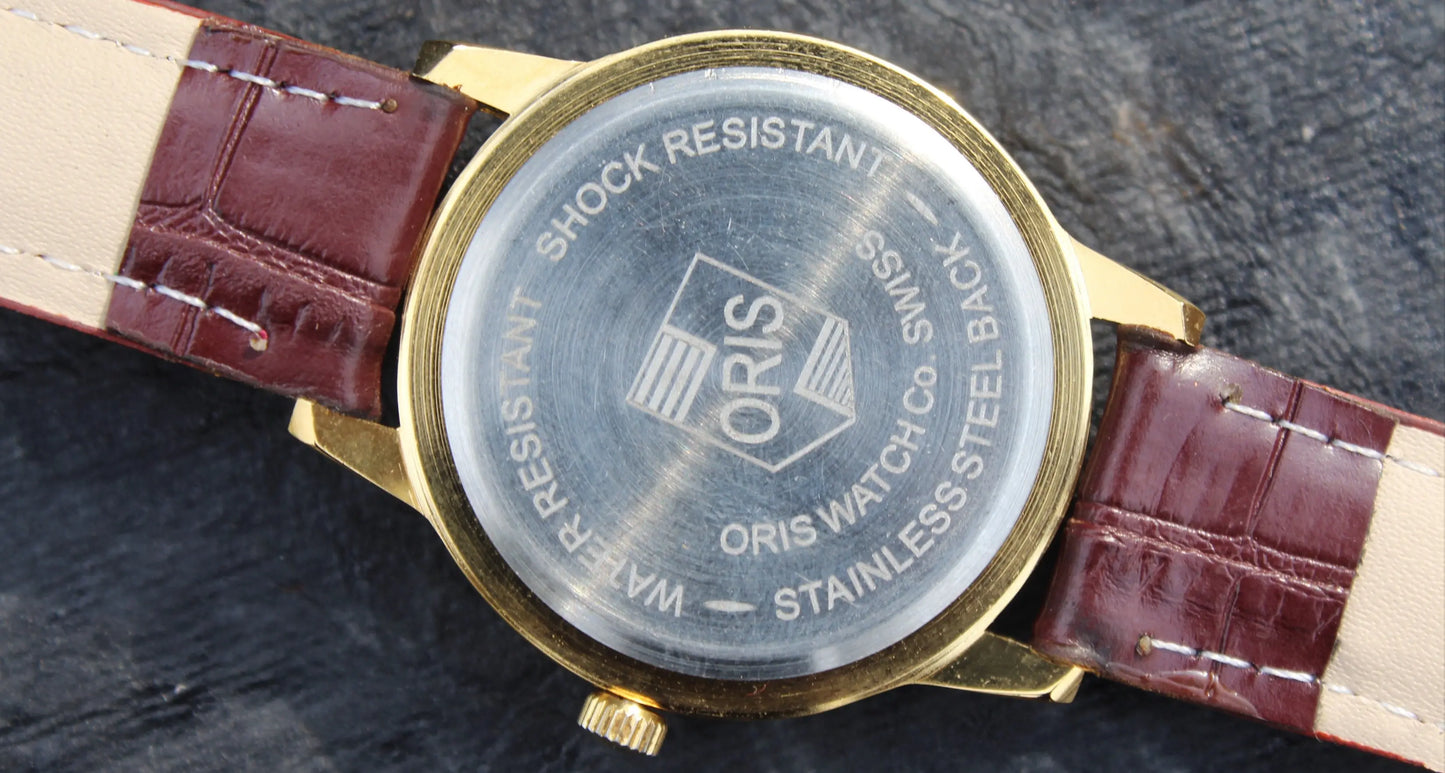 WATER RESISTANT
SHOCK RESISTANT
STAINLESS STEEL BACK
ORIS WATCH Co. SWISS
ORIS